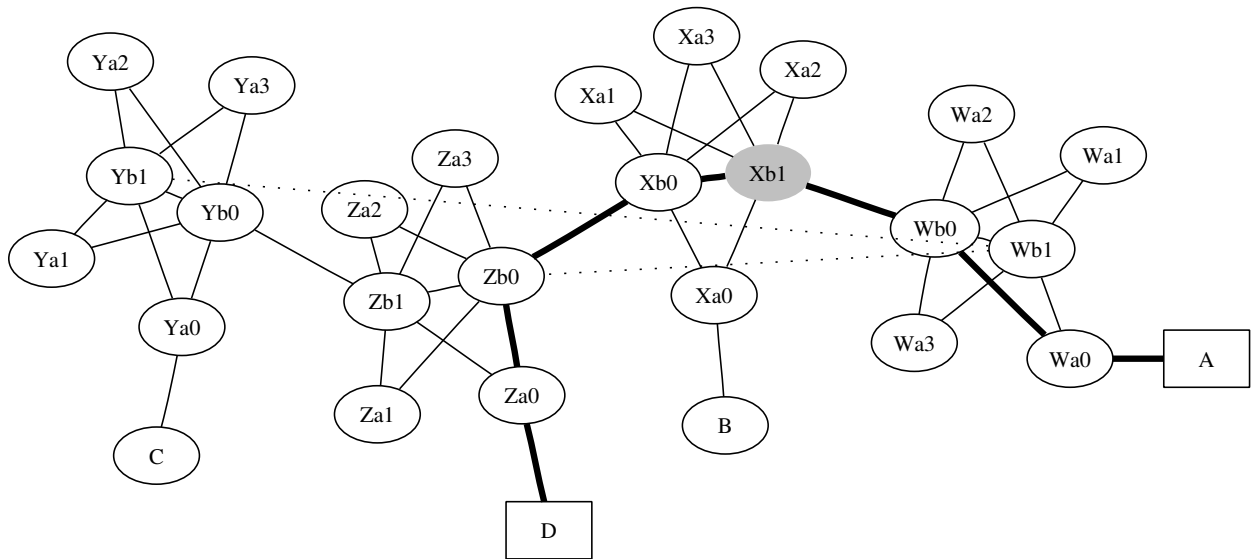 Xa3
Ya2
Xa2
Ya3
Xa1
Wa2
Wa1
Za3
Xb1
Yb1
Xb0
Za2
Yb0
Wb0
Wb1
Ya1
Zb0
Zb1
Xa0
Ya0
Wa3
Wa0
A
Za0
Za1
B
C
D